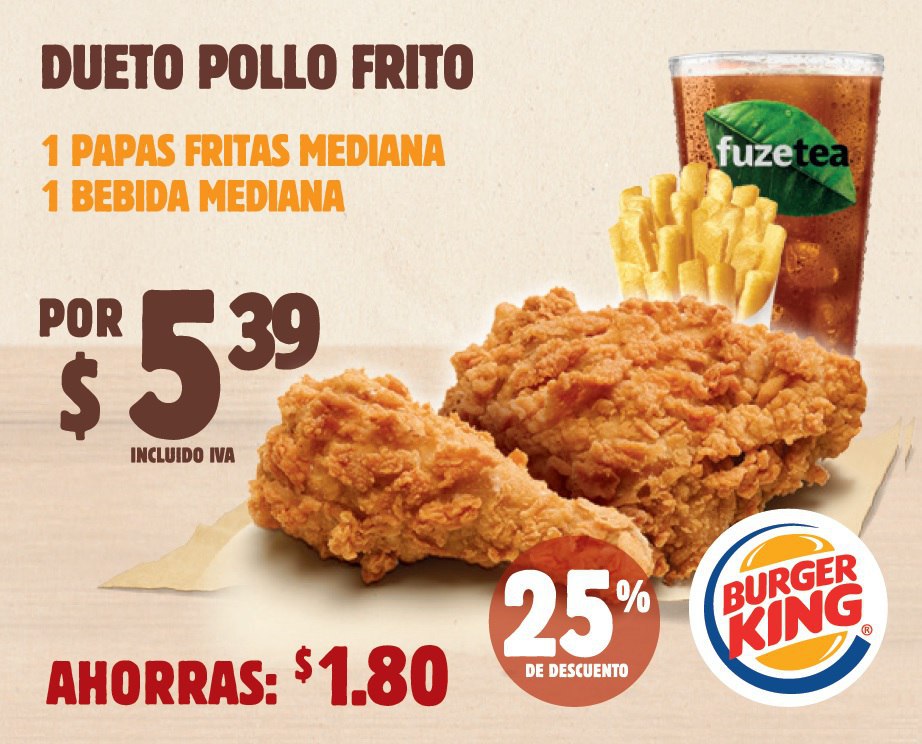 DUETO POLLO FRITO
1 PAPAS FRITAS MEDIANA
1 BEBIDA MEDIANA
fuzetea
POR
$ 5.39
INCLUIDO IVA
25%
DE DESCUENTO
BURGER
KING
®
AHORRAS: $1.80